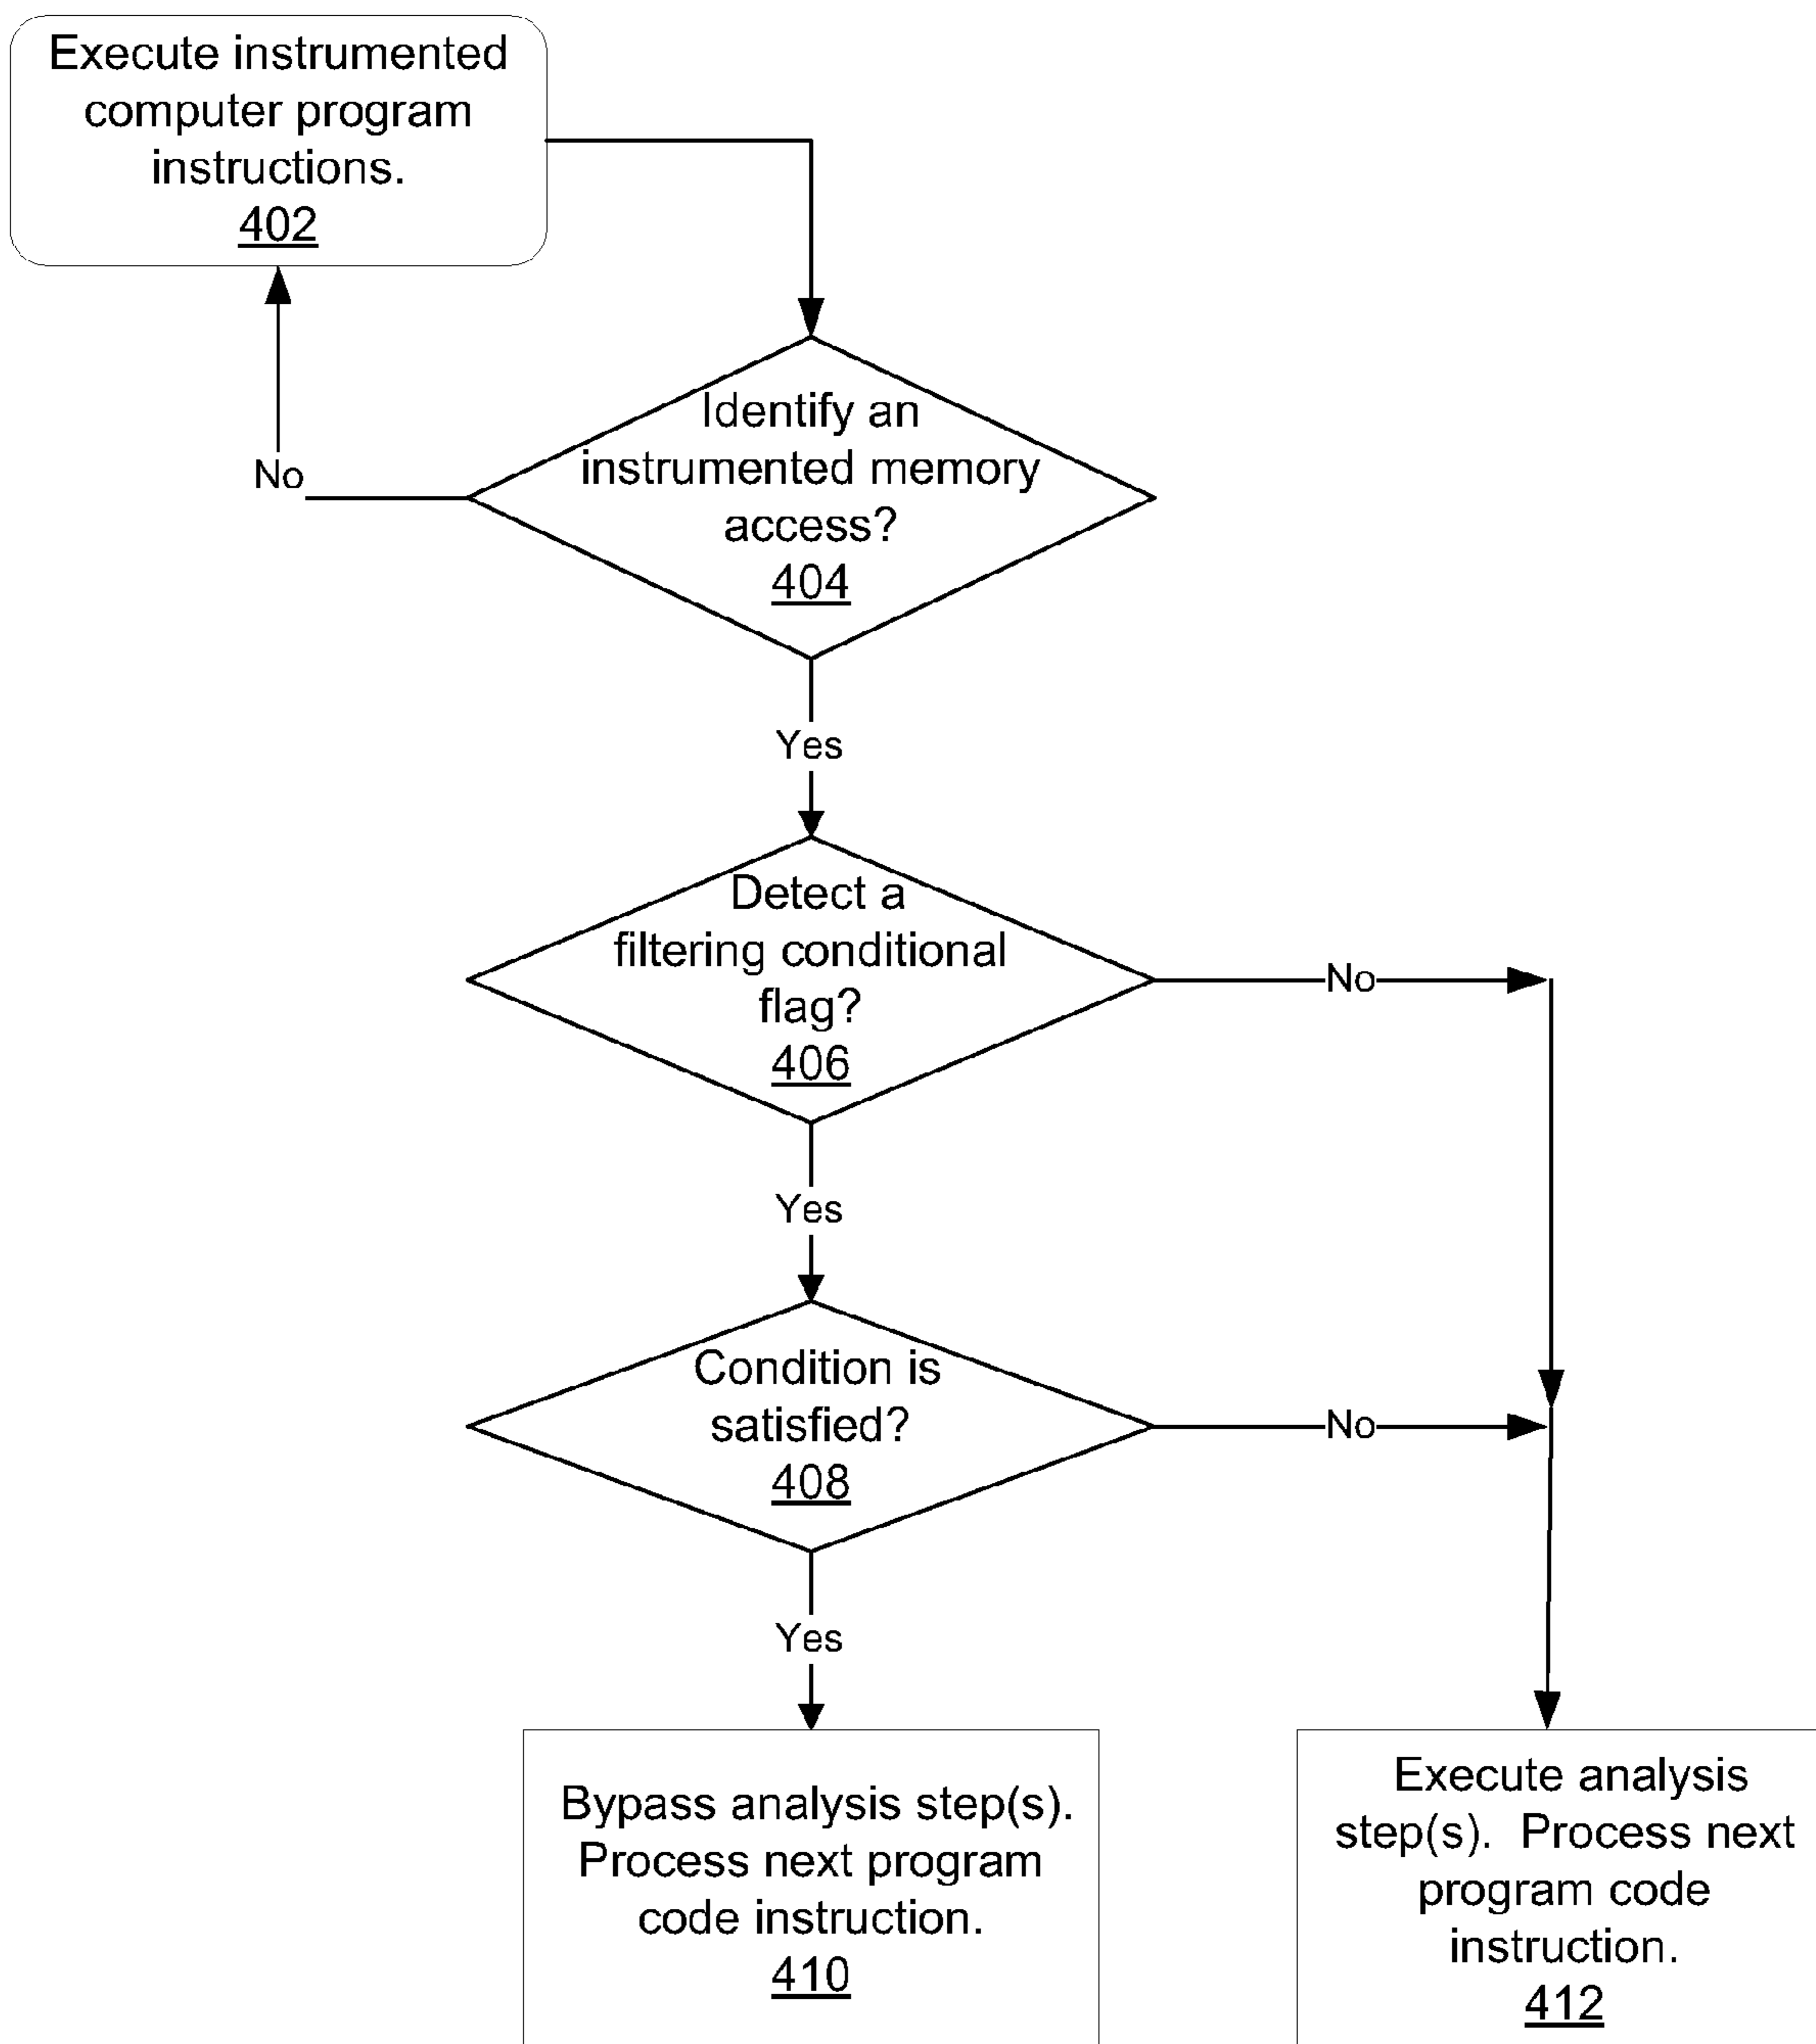 Execute instrumented
computer program
instructions.
402
Identify an
instrumented memory
access?
404
No
Yes
Detect a
filtering conditional
flag?
406
No
Yes
Condition is
satisfied?
408
No
Yes
Bypass analysis step(s).
Process next program
code instruction.
410
Execute analysis
step(s). Process next
program code
instruction.
412